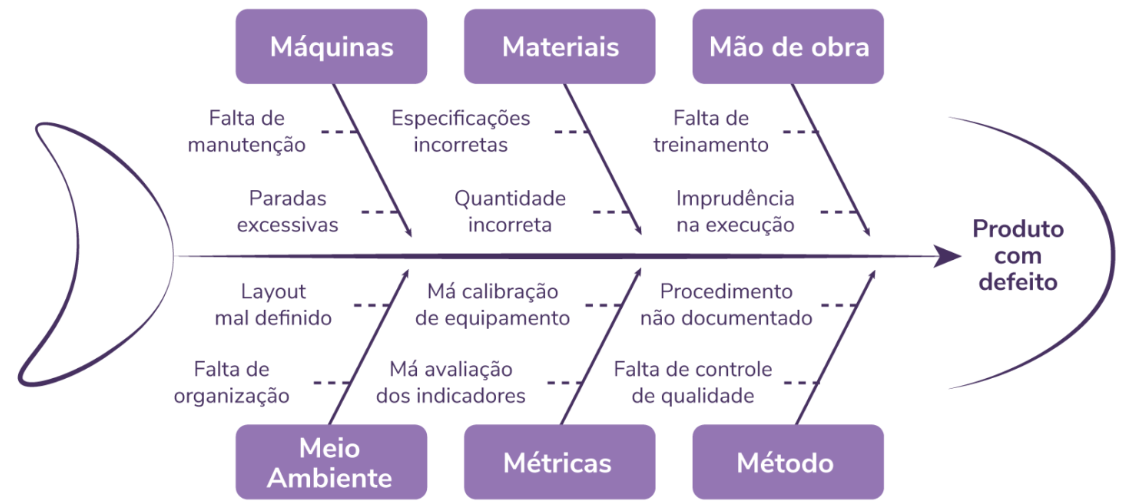 Máquinas
Materiais
Mão de obra
Falta de
manutenção
Especificações
incorretas
Falta de
treinamento
Paradas
excessivas
Quantidade
incorreta
Imprudência
na execução
Produto
com
defeito
Layout
mal definido
Má calibração
de equipamento
Procedimento
não documentado
Falta de
organização
Má avaliação
dos indicadores
Falta de controle
de qualidade
Meio
Ambiente
Métricas
Método